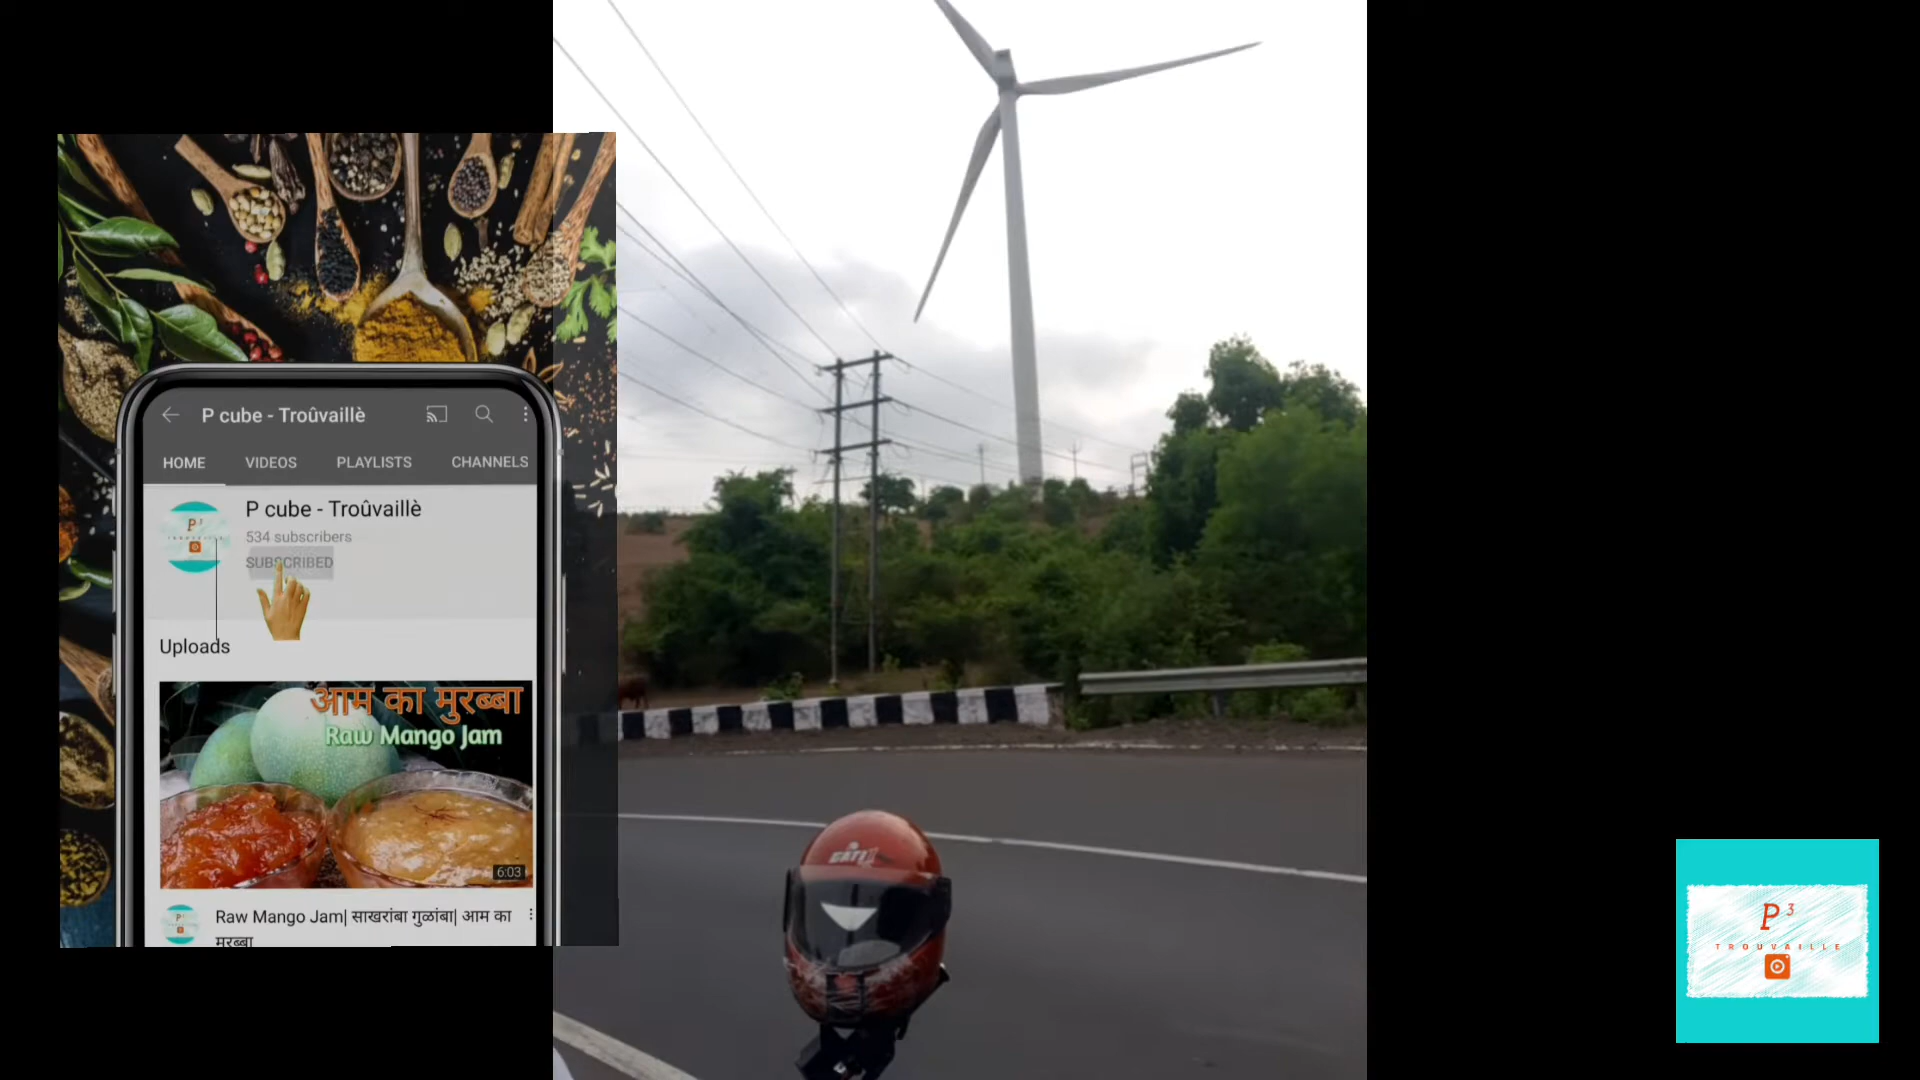 P cube - Troûvaillè
HOME VIDEOS PLAYLISTS CHANNELS
P cube - Troûvaillè
534 subscribers
SUBSCRIBED
Uploads
आम का मुरब्बा
Raw Mango Jam
6:03
Raw Mango Jam| साखरांबा गुळांबा| आम का
मुरब्बा
P 3
TROUVAILLE